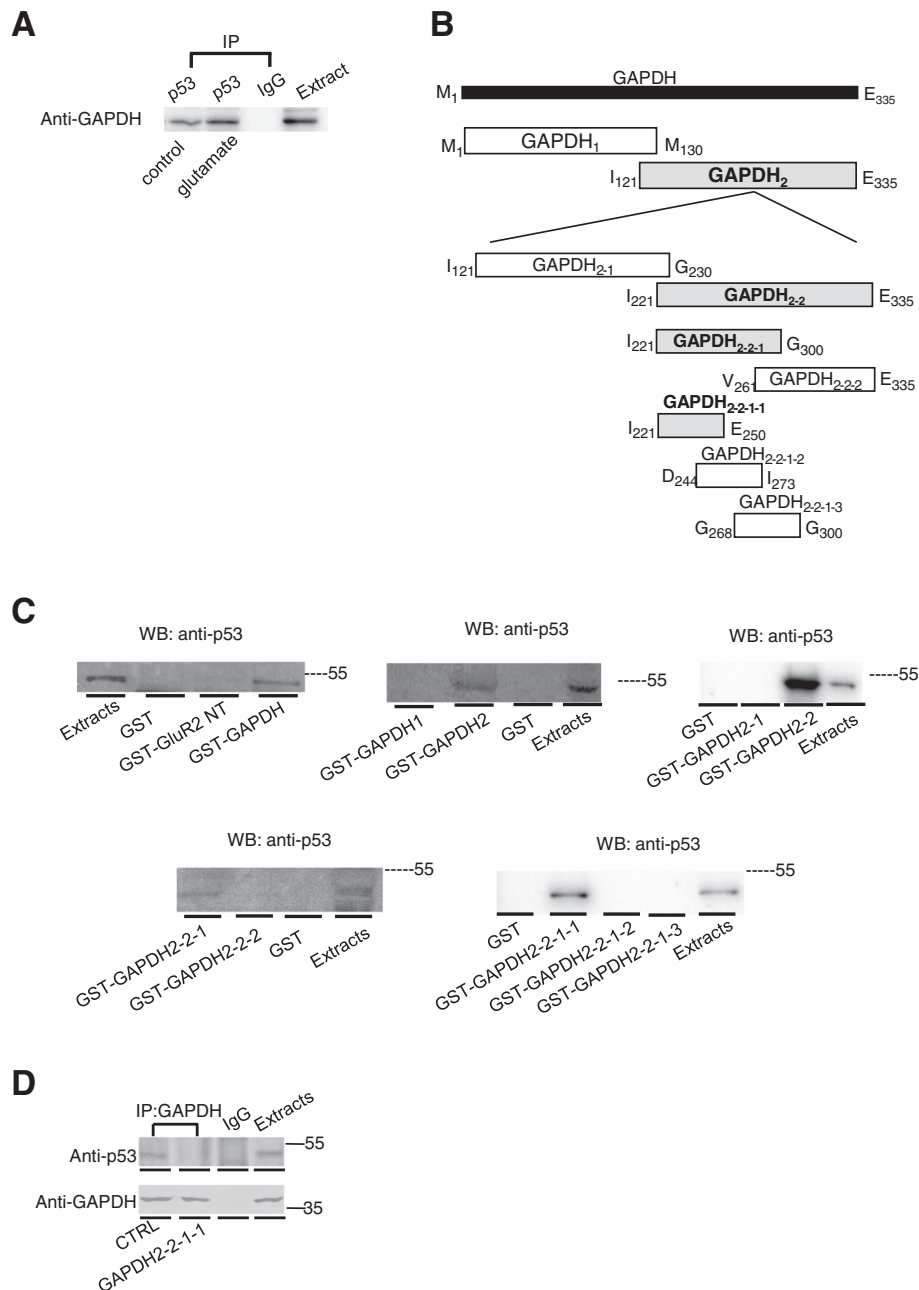 A
IP
p53 p53 IgG Extract
Anti-GAPDH
control glutamate
B
GAPDH
M1 E335
M1 GAPDH1 M130
I121 GAPDH2 E335
I121 GAPDH2-1 G230
I221 GAPDH2-2 E335
I221 GAPDH2-2-1 G300
V261 GAPDH2-2-2 E335
GAPDH2-2-1-1
I221 E250
GAPDH2-2-1-2
D244 I273
GAPDH2-2-1-3
G268 G300
C
WB: anti-p53
-----55
Extracts GST GST-GluR2 NT GST-GAPDH
WB: anti-p53
-----55
GST-GAPDH1 GST-GAPDH2 GST Extracts
WB: anti-p53
-----55
GST GST-GAPDH2-1 GST-GAPDH2-2 Extracts
WB: anti-p53
-----55
GST-GAPDH2-2-1 GST-GAPDH2-2-2 GST Extracts
WB: anti-p53
-----55
GST GST-GAPDH2-2-1-1 GST-GAPDH2-2-1-2 GST-GAPDH2-2-1-3 Extracts
D
IP:GAPDH IgG Extracts
Anti-p53 —55
Anti-GAPDH —35
CTRL GAPDH2-2-1-1